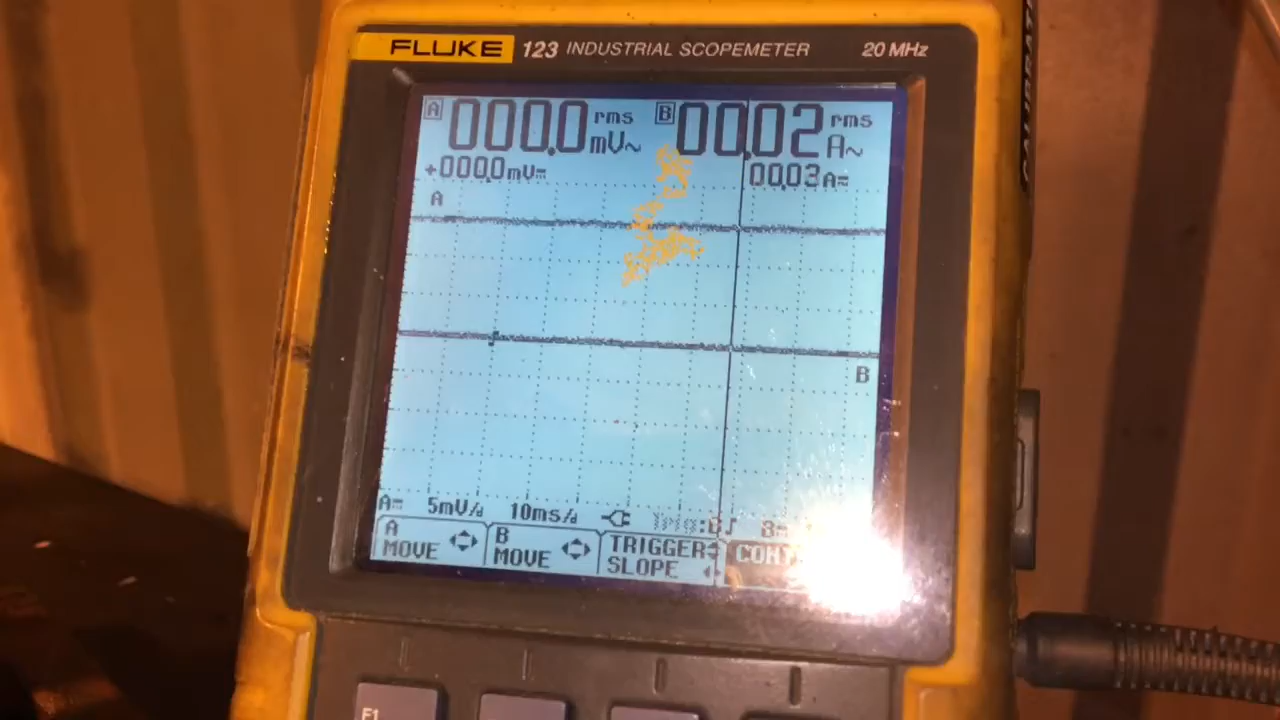 FLUKE 123 INDUSTRIAL SCOPEMETER 20 MHz
A 000.0 rms mV~ B 00.02 rms A~
+000.0 mV 00.03 A
A
B
A 5mV/d 10ms/d Trig:B B
A MOVE B MOVE TRIGGER SLOPE
F1